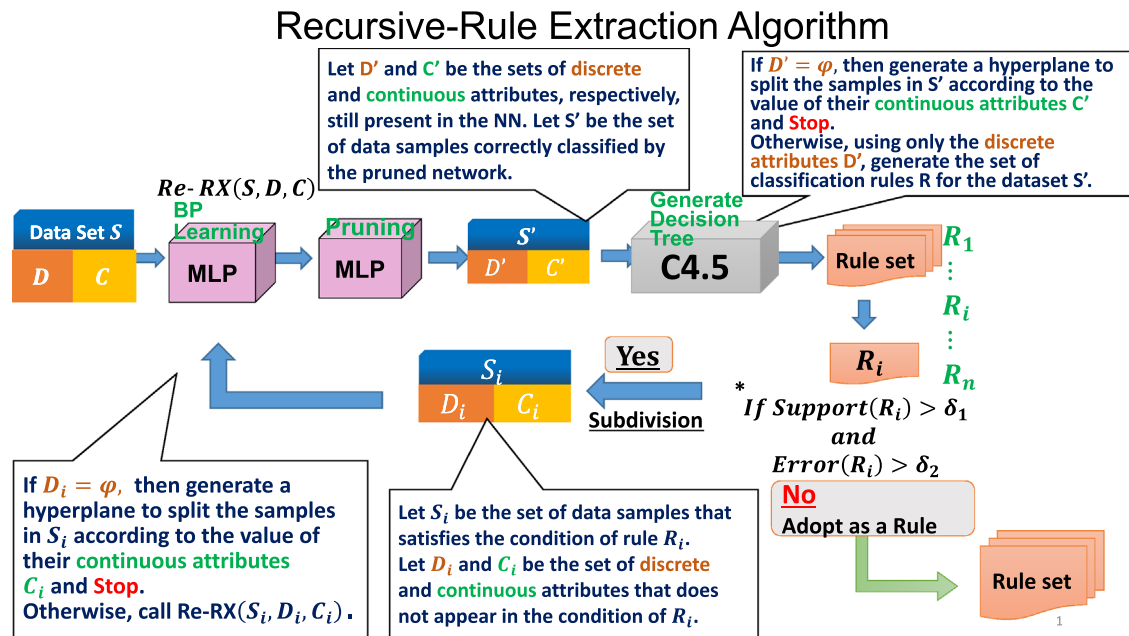 Recursive-Rule Extraction Algorithm
Let D’ and C’ be the sets of discrete
and continuous attributes, respectively,
still present in the NN. Let S’ be the set
of data samples correctly classified by
the pruned network.
If D’ = φ, then generate a hyperplane to
split the samples in S’ according to the
value of their continuous attributes C’
and Stop.
Otherwise, using only the discrete
attributes D’, generate the set of
classification rules R for the dataset S’.
Re-RX(S, D, C)
Data Set S
D C
BP
Learning
MLP
Pruning
MLP
S’
D’ C’
Generate
Decision
Tree
C4.5
Rule set
R1
⋮
Ri
⋮
Rn
Ri
*
If Support(Ri) > δ1
and
Error(Ri) > δ2
Yes
Subdivision
Si
Di Ci
No
Adopt as a Rule
Rule set
If Di = φ, then generate a
hyperplane to split the samples
in Si according to the value of
their continuous attributes
Ci and Stop.
Otherwise, call Re-RX(Si, Di, Ci).
Let Si be the set of data samples that
satisfies the condition of rule Ri.
Let Di and Ci be the set of discrete
and continuous attributes that does
not appear in the condition of Ri.
1